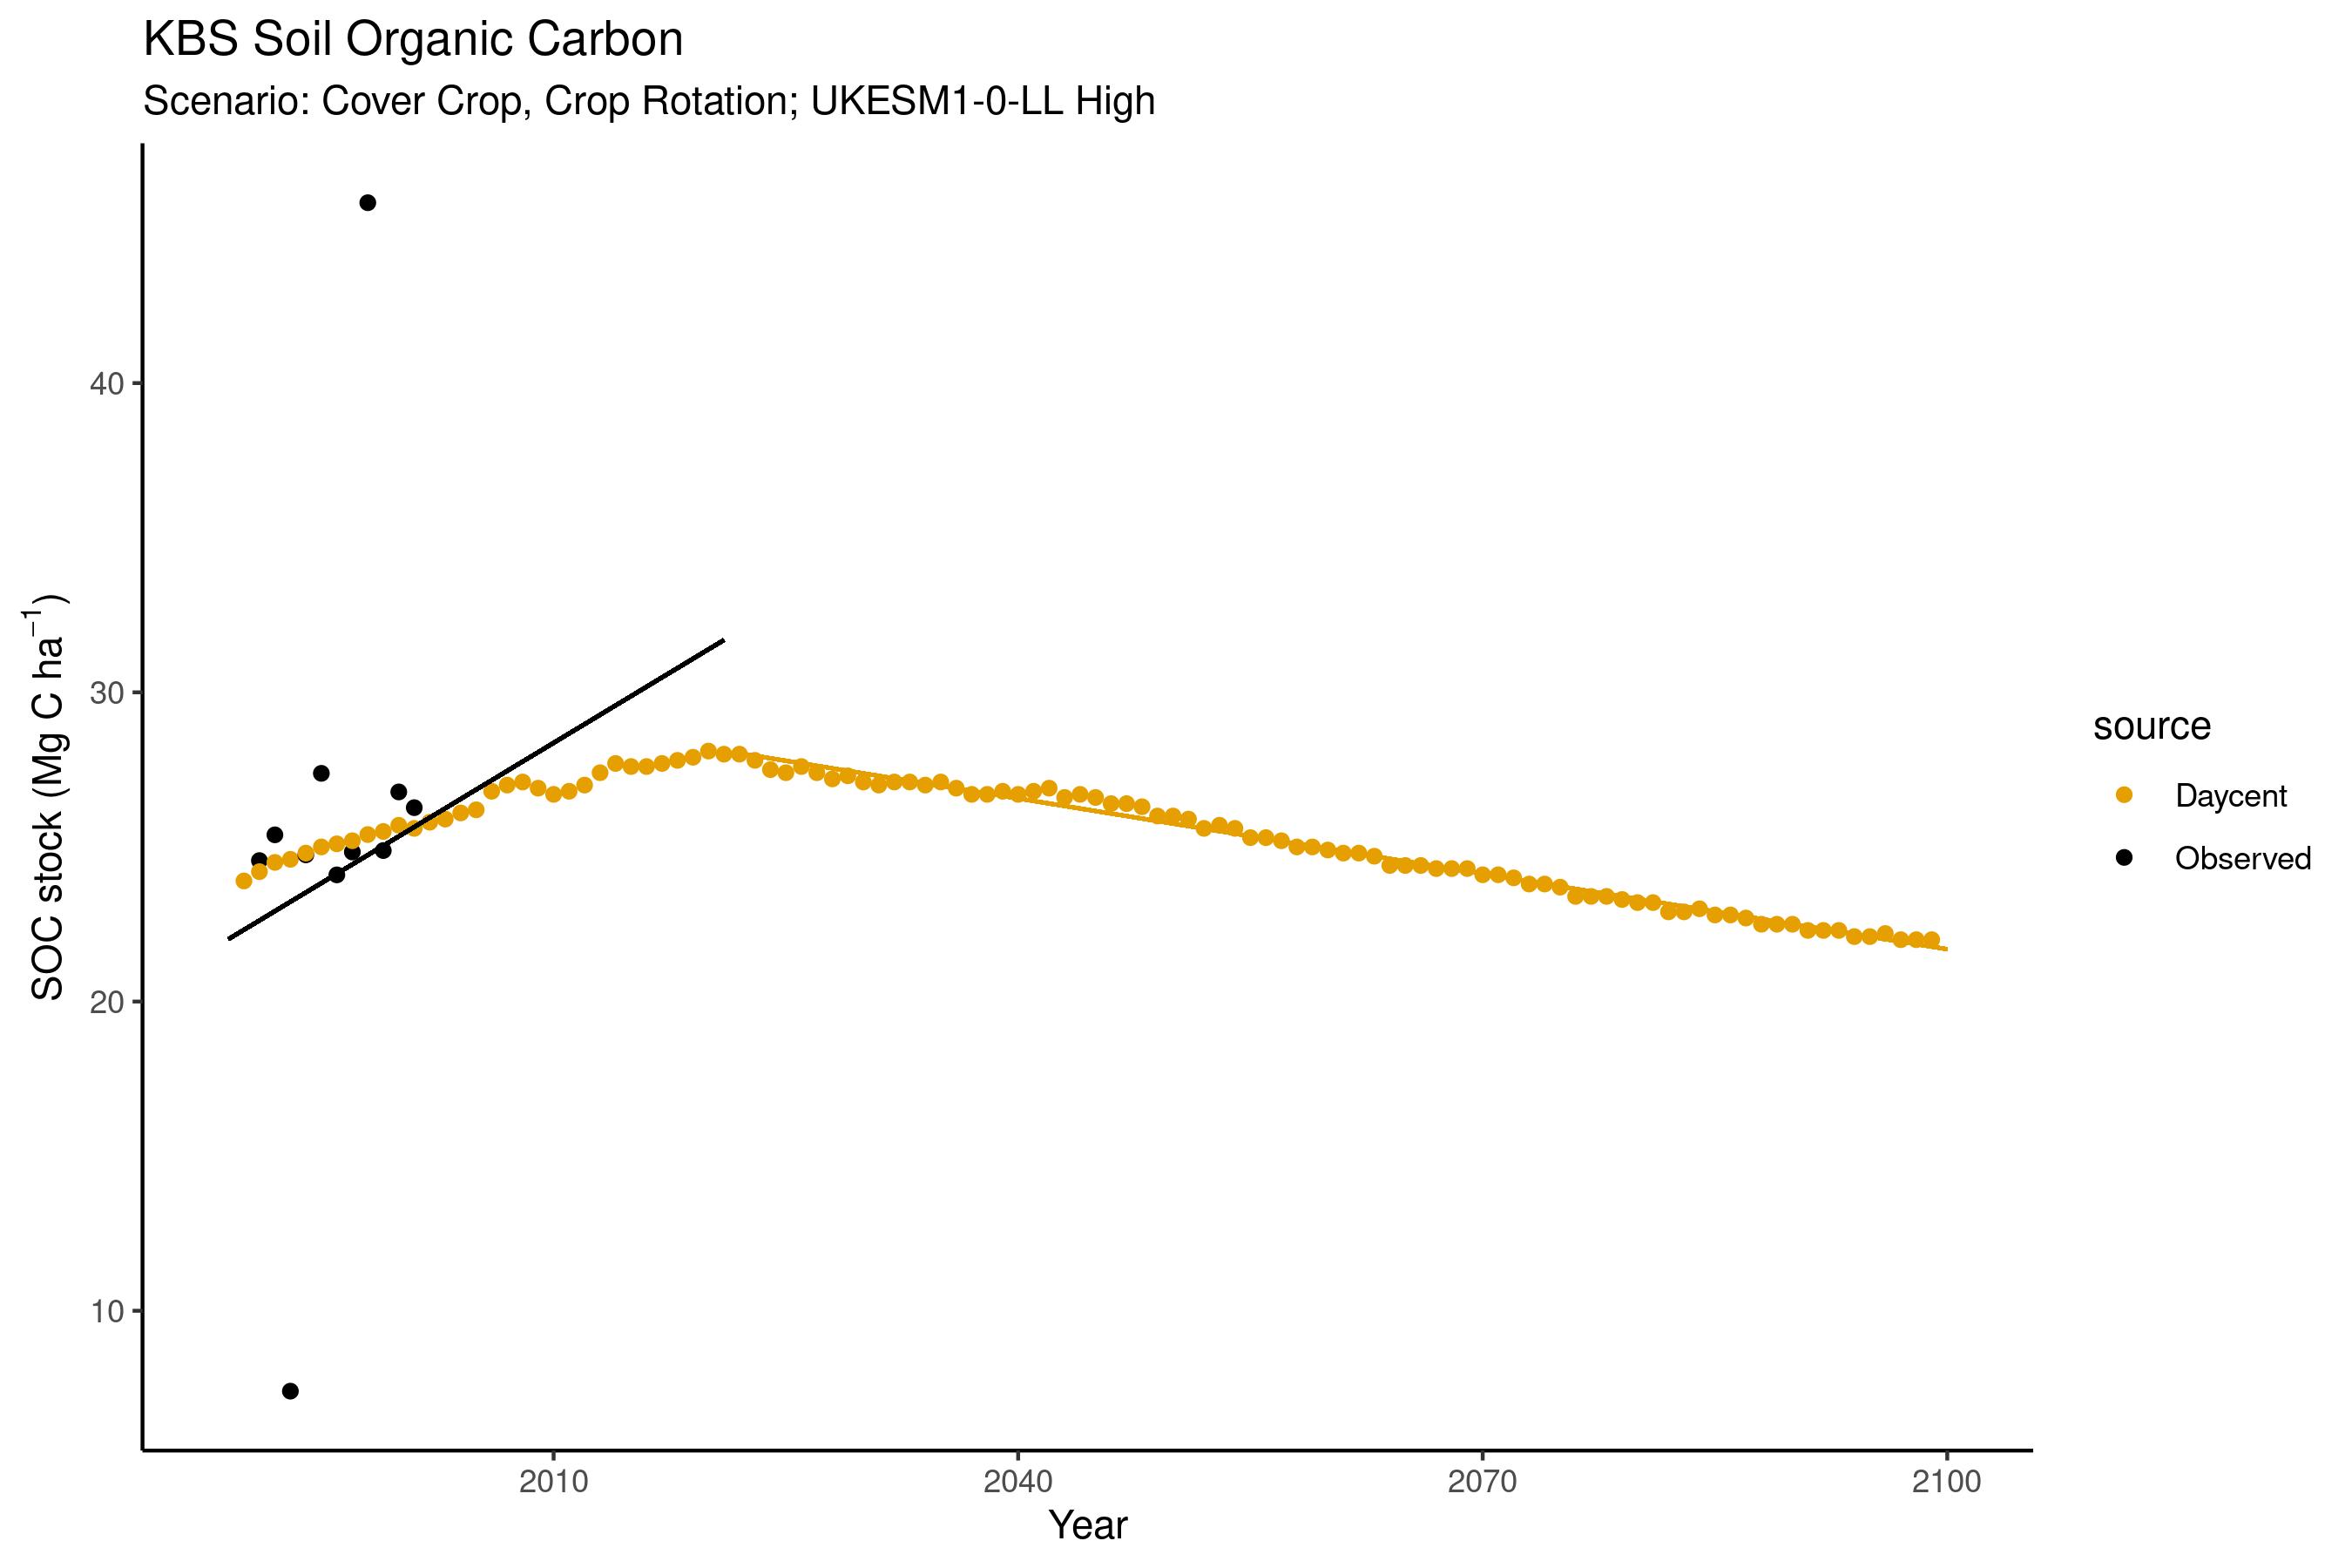 KBS Soil Organic Carbon
Scenario: Cover Crop, Crop Rotation; UKESM1-0-LL High
SOC stock (Mg C ha⁻¹)
40
30
20
10
2010
2040
2070
2100
Year
source
Daycent
Observed